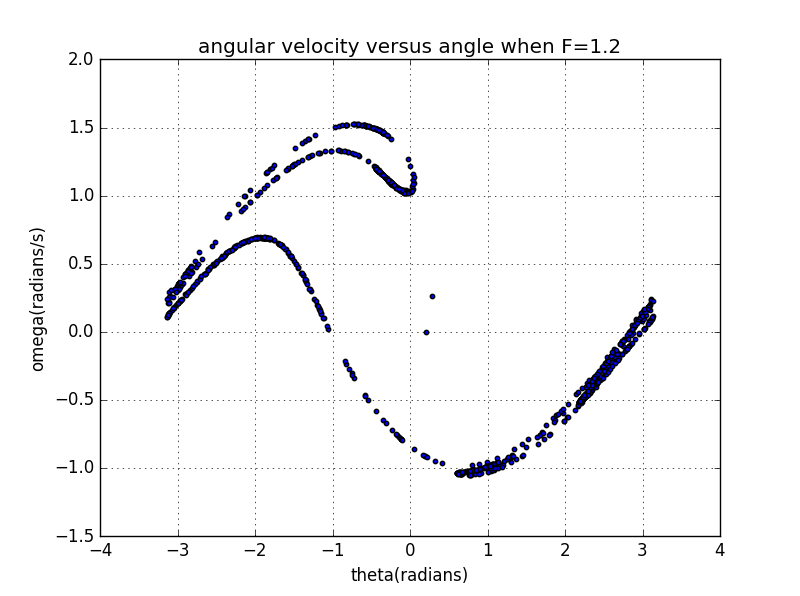 angular velocity versus angle when F=1.2
2.0
1.5
1.0
0.5
0.0
−0.5
−1.0
−1.5
omega(radians/s)
−4 −3 −2 −1 0 1 2 3 4
theta(radians)